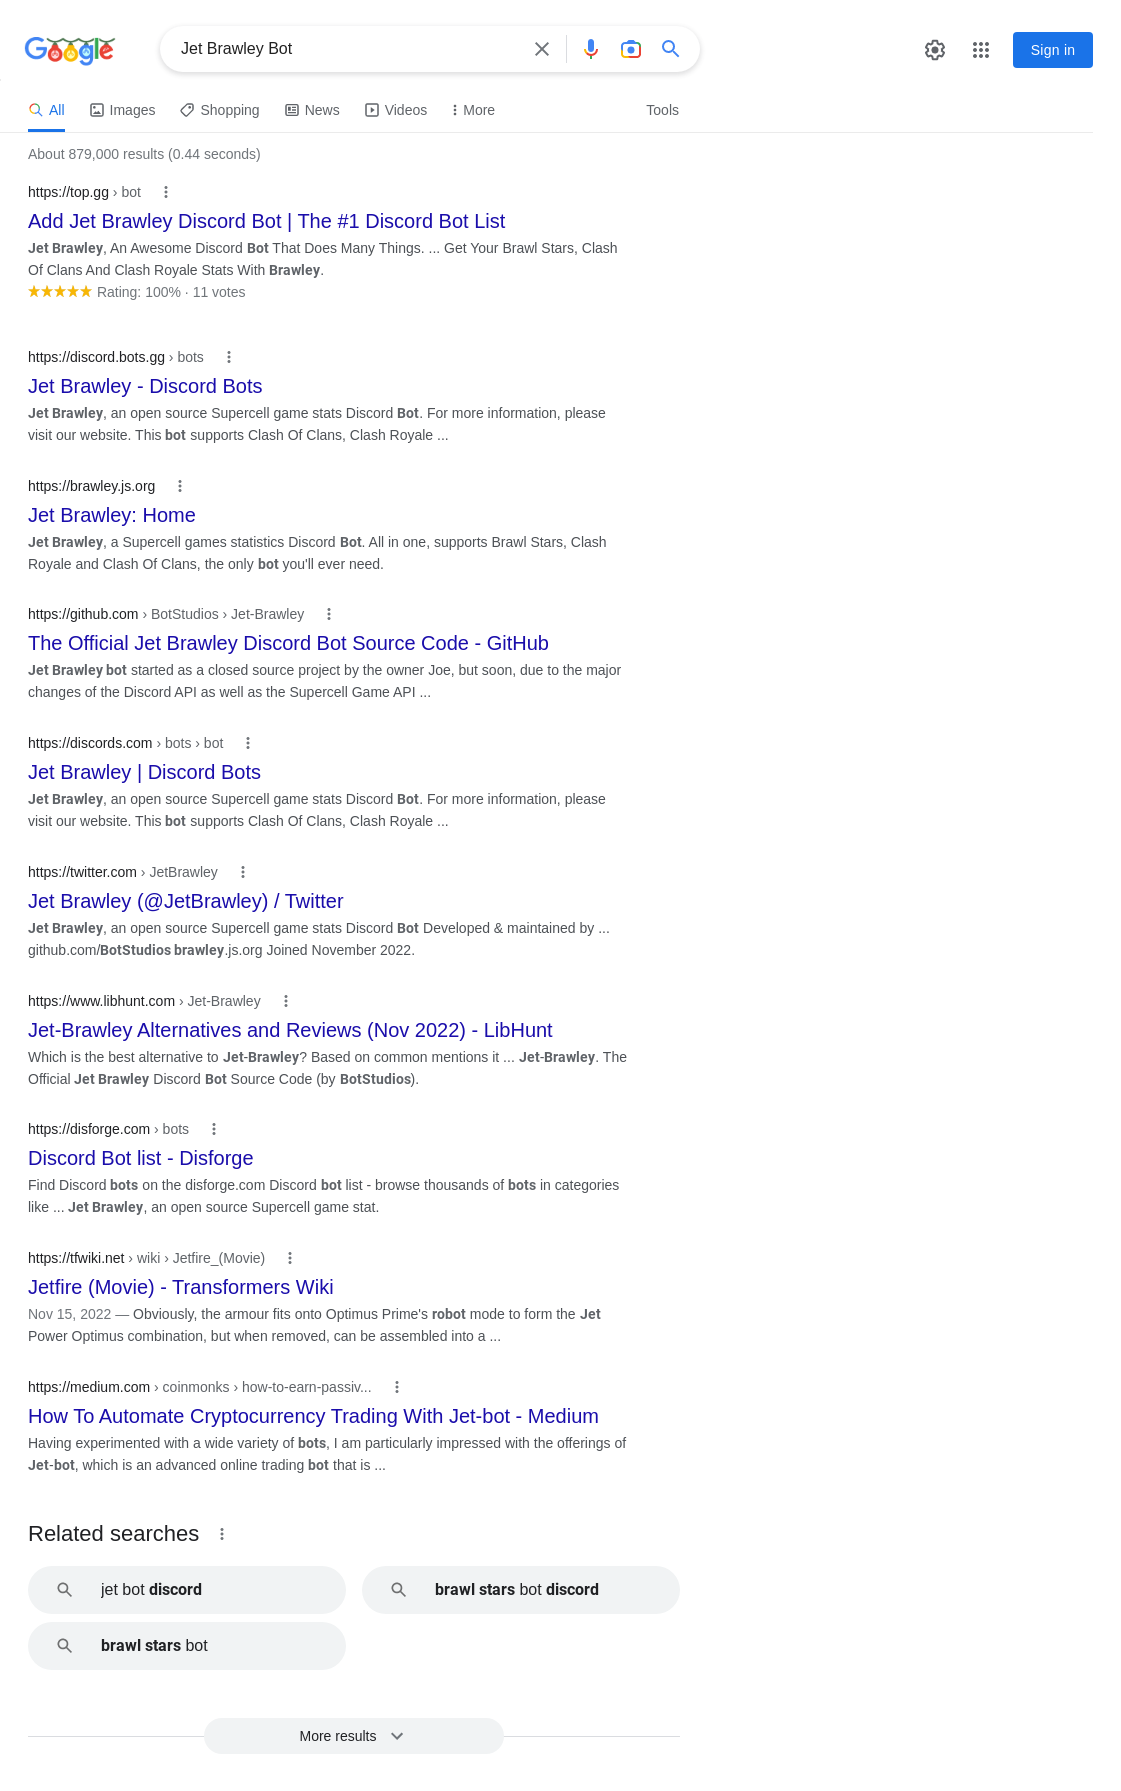 Google
Jet Brawley Bot
Sign in
All
Images
Shopping
News
Videos
More
Tools
About 879,000 results (0.44 seconds)
https://top.gg › bot
Add Jet Brawley Discord Bot | The #1 Discord Bot List
Jet Brawley, An Awesome Discord Bot That Does Many Things. ... Get Your Brawl Stars, Clash
Of Clans And Clash Royale Stats With Brawley.
Rating: 100% · 11 votes
https://discord.bots.gg › bots
Jet Brawley - Discord Bots
Jet Brawley, an open source Supercell game stats Discord Bot. For more information, please
visit our website. This bot supports Clash Of Clans, Clash Royale ...
https://brawley.js.org
Jet Brawley: Home
Jet Brawley, a Supercell games statistics Discord Bot. All in one, supports Brawl Stars, Clash
Royale and Clash Of Clans, the only bot you'll ever need.
https://github.com › BotStudios › Jet-Brawley
The Official Jet Brawley Discord Bot Source Code - GitHub
Jet Brawley bot started as a closed source project by the owner Joe, but soon, due to the major
changes of the Discord API as well as the Supercell Game API ...
https://discords.com › bots › bot
Jet Brawley | Discord Bots
Jet Brawley, an open source Supercell game stats Discord Bot. For more information, please
visit our website. This bot supports Clash Of Clans, Clash Royale ...
https://twitter.com › JetBrawley
Jet Brawley (@JetBrawley) / Twitter
Jet Brawley, an open source Supercell game stats Discord Bot Developed & maintained by ...
github.com/BotStudios brawley.js.org Joined November 2022.
https://www.libhunt.com › Jet-Brawley
Jet-Brawley Alternatives and Reviews (Nov 2022) - LibHunt
Which is the best alternative to Jet-Brawley? Based on common mentions it ... Jet-Brawley. The
Official Jet Brawley Discord Bot Source Code (by BotStudios).
https://disforge.com › bots
Discord Bot list - Disforge
Find Discord bots on the disforge.com Discord bot list - browse thousands of bots in categories
like ... Jet Brawley, an open source Supercell game stat.
https://tfwiki.net › wiki › Jetfire_(Movie)
Jetfire (Movie) - Transformers Wiki
Nov 15, 2022 — Obviously, the armour fits onto Optimus Prime's robot mode to form the Jet
Power Optimus combination, but when removed, can be assembled into a ...
https://medium.com › coinmonks › how-to-earn-passiv...
How To Automate Cryptocurrency Trading With Jet-bot - Medium
Having experimented with a wide variety of bots, I am particularly impressed with the offerings of
Jet-bot, which is an advanced online trading bot that is ...
Related searches
jet bot discord
brawl stars bot discord
brawl stars bot
More results